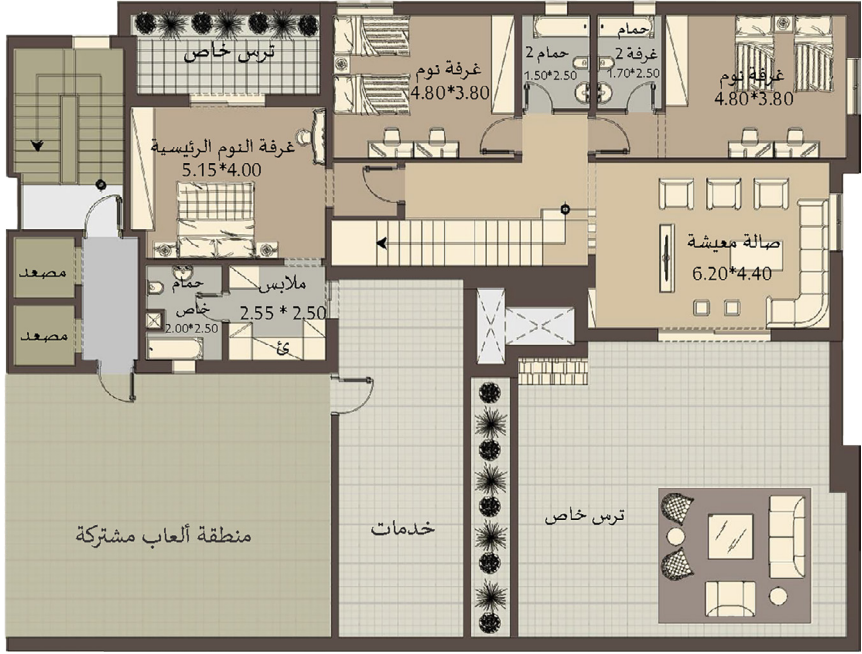 ترس خاص
غرفة نوم
4.80*3.80
حمام 2
1.50*2.50
حمام
غرفة 2
1.70*2.50
غرفة نوم
4.80*3.80
غرفة النوم الرئيسية
5.15*4.00
صالة معيشة
6.20*4.40
مصعد
مصعد
حمام
خاص
2.00*2.50
ملابس
2.55 * 2.50
منطقة ألعاب مشتركة
خدمات
ترس خاص